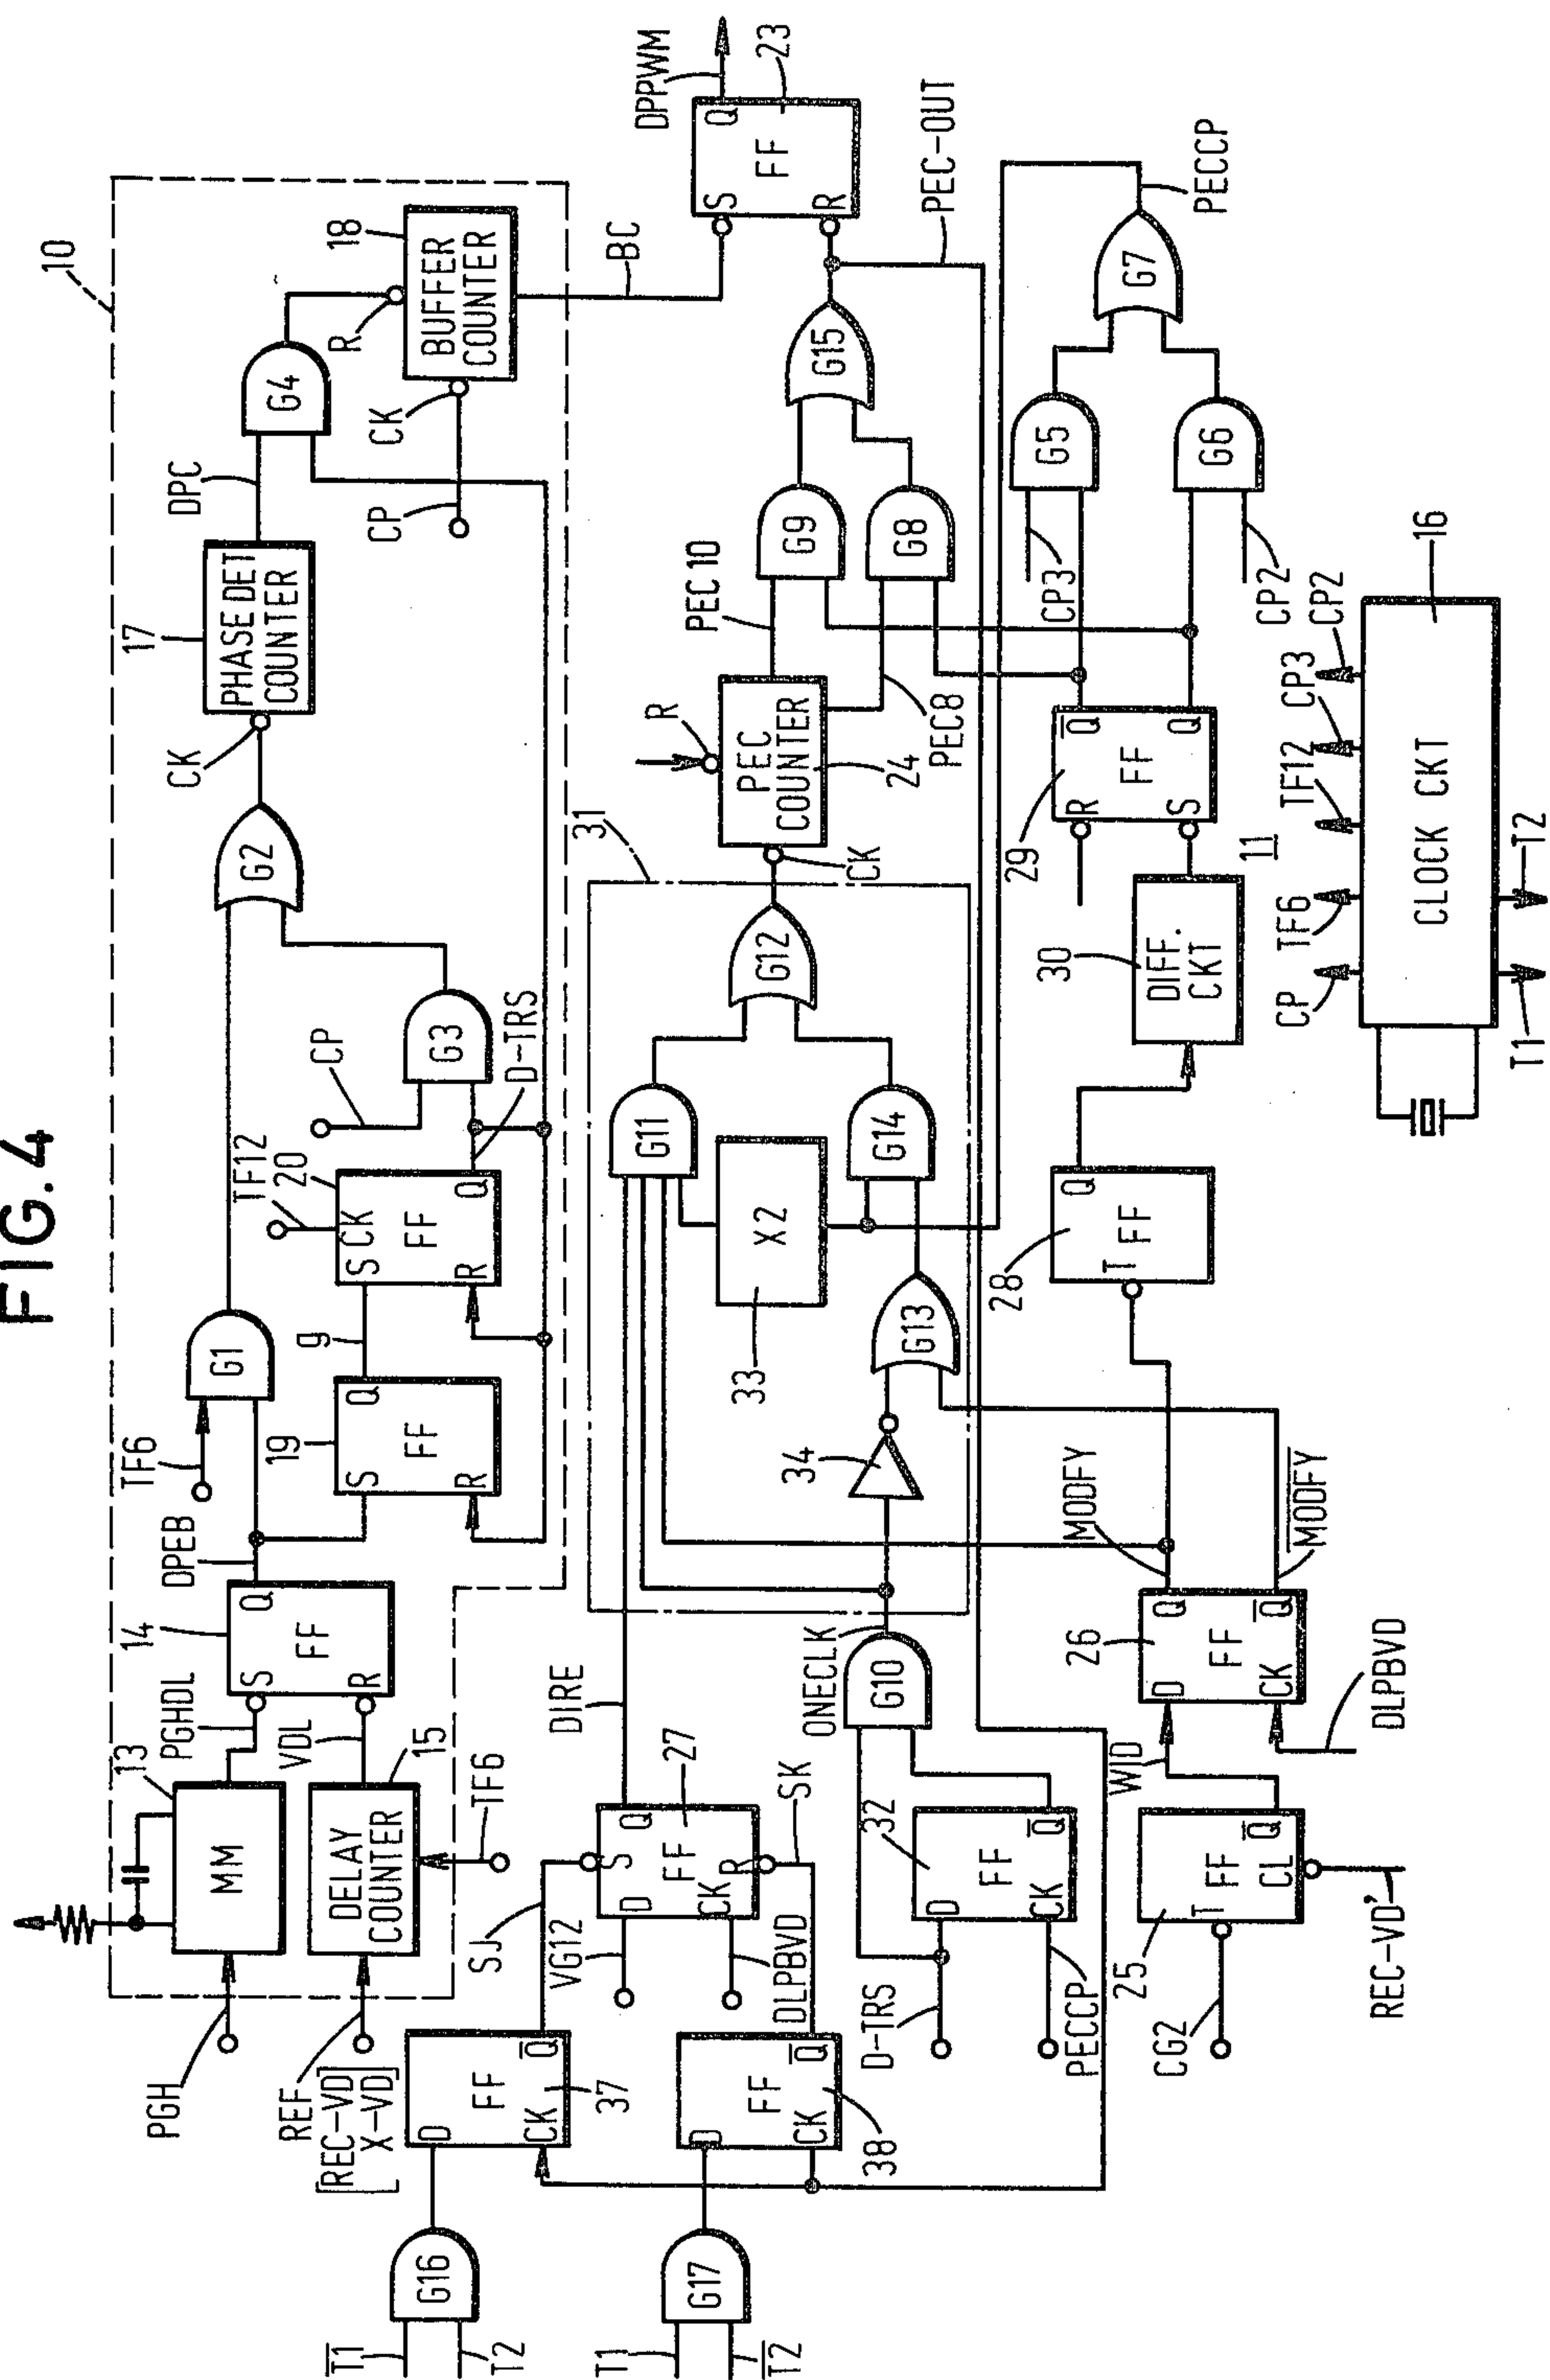 FIG. 4
10
PGH
13
MM
PGHDL
14
S
Q
FF
R
DPEB
TF6
G1
G2
CK
17
PHASE DET
COUNTER
DPC
G4
R
18
BUFFER
COUNTER
CK
CP
BC
REF
[REC-VD
X-VD]
DELAY
COUNTER
15
VDL
TF6
19
S
Q
FF
R
g
TF12
20
S CK
FF
R
Q
CP
G3
D-TRS
DPPWM
S
Q
FF
R
23
PEC-OUT
T1
T2
G16
D
FF
CK
Q
37
SJ
VG12
DLPBVD
S
D
Q
FF
CK
R
27
SK
DIRE
31
G11
33
X2
G12
G14
G13
34
CK
R
PEC
COUNTER
24
PEC 10
PEC8
G9
G8
G15
T1
T2
G17
D
FF
CK
Q
38
D-TRS
PECCP
32
D
FF
CK
Q
G10
ONECLK
CP3
G5
G6
CP2
G7
PECCP
CG2
25
T
FF
Q
CL
REC-VD'
WID
26
D
Q
FF
CK
Q
DLPBVD
MODFY
MODFY
28
T
FF
Q
30
DIFF.
CKT
29
R
Q
FF
S
Q
11
CP
TF6
TF12
CP3
CP2
CLOCK CKT
16
T1
T2